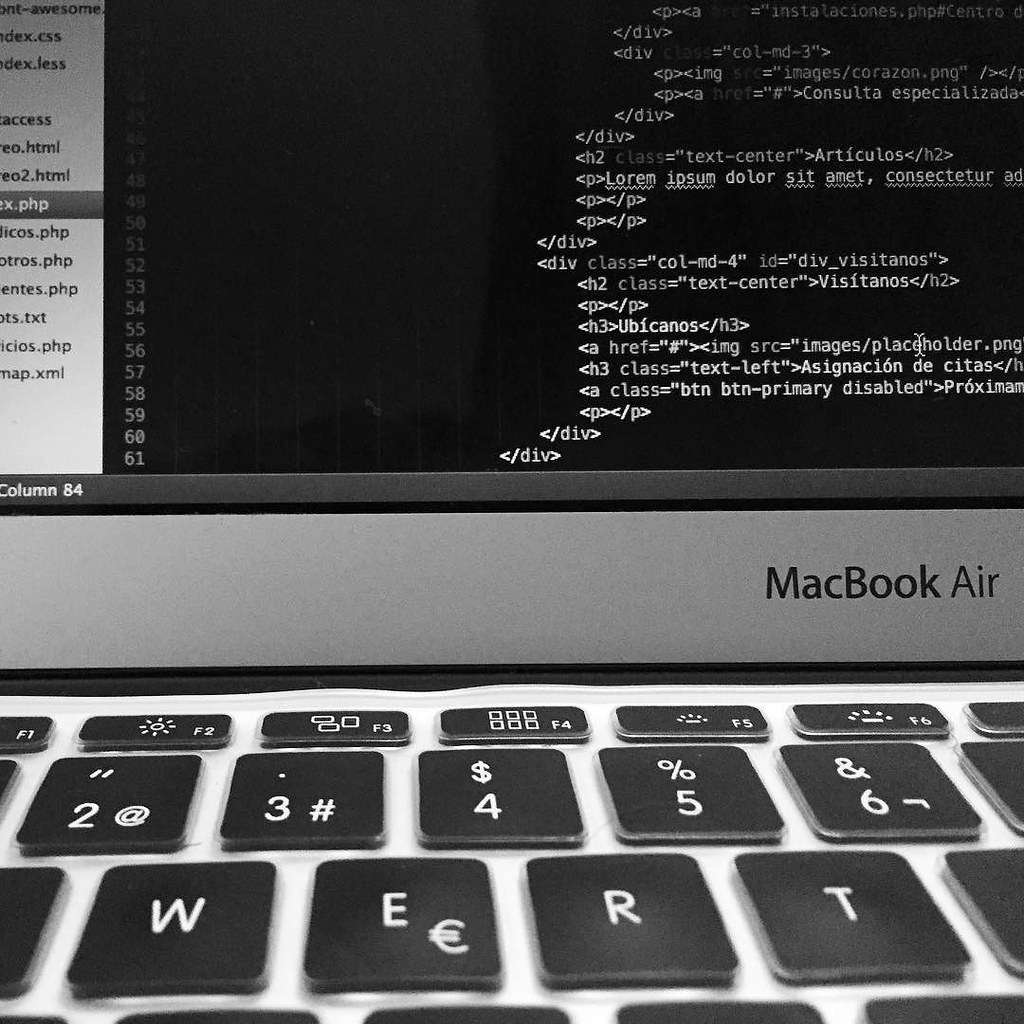 ont-awesome.
ndex.css
ndex.less
taccess
reo.html
reo2.html
ex.php
dicos.php
otros.php
entes.php
ots.txt
icios.php
map.xml
<p><a href="instalaciones.php#Centro d
</div>
<div class="col-md-3">
<p><img src="images/corazon.png" /></p
<p><a href="#">Consulta especializada<
45 </div>
46 </div>
47 <h2 class="text-center">Artículos</h2>
48 <p>Lorem ipsum dolor sit amet, consectetur ad
49 <p></p>
50 <p></p>
51 </div>
52 <div class="col-md-4" id="div_visitanos">
53 <h2 class="text-center">Visítanos</h2>
54 <p></p>
55 <h3>Ubícanos</h3>
56 <a href="#"><img src="images/placeholder.png"
57 <h3 class="text-left">Asignación de citas</h
58 <a class="btn btn-primary disabled">Próximam
59 <p></p>
60 </div>
61 </div>
Column 84
MacBook Air
F1 F2 F3 F4 F5 F6
" · $ % &
2 @ 3 # 4 5 6 ¬
W E € R T